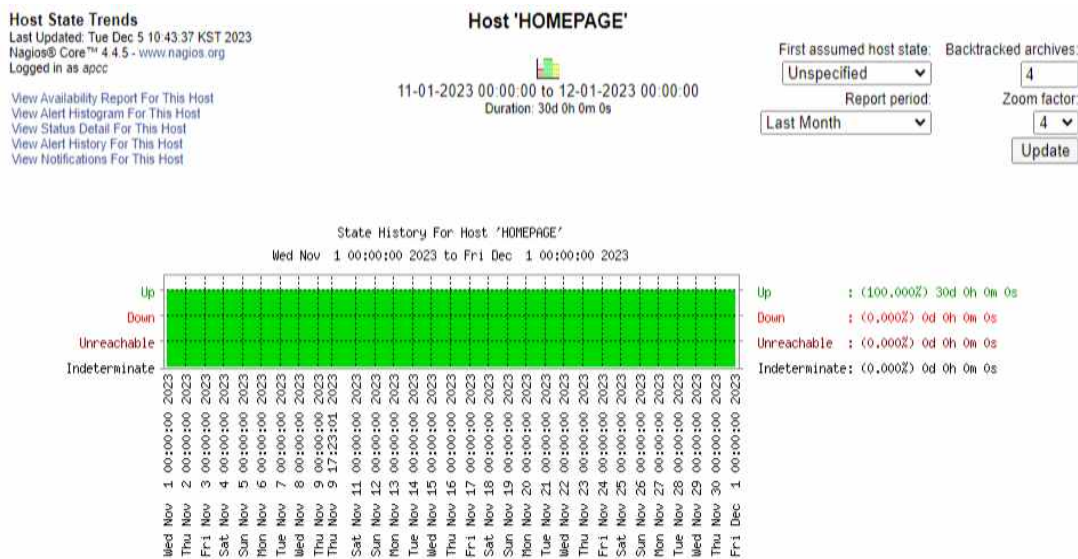 Host State Trends
Last Updated: Tue Dec 5 10:43:37 KST 2023
Nagios® Core™ 4.4.5 - www.nagios.org
Logged in as apcc
View Availability Report For This Host
View Alert Histogram For This Host
View Status Detail For This Host
View Alert History For This Host
View Notifications For This Host
Host 'HOMEPAGE'
11-01-2023 00:00:00 to 12-01-2023 00:00:00
Duration: 30d 0h 0m 0s
First assumed host state:
Unspecified
Backtracked archives:
4
Report period:
Last Month
Zoom factor:
4
Update
State History For Host 'HOMEPAGE'
Wed Nov 1 00:00:00 2023 to Fri Dec 1 00:00:00 2023
Up
Down
Unreachable
Indeterminate
Up : (100.000%) 30d 0h 0m 0s
Down : (0.000%) 0d 0h 0m 0s
Unreachable : (0.000%) 0d 0h 0m 0s
Indeterminate: (0.000%) 0d 0h 0m 0s
Wed Nov 1 00:00:00 2023
Thu Nov 2 00:00:00 2023
Fri Nov 3 00:00:00 2023
Sat Nov 4 00:00:00 2023
Sun Nov 5 00:00:00 2023
Mon Nov 6 00:00:00 2023
Tue Nov 7 00:00:00 2023
Wed Nov 8 00:00:00 2023
Thu Nov 9 00:00:00 2023
Thu Nov 9 17:23:01 2023
Sat Nov 11 00:00:00 2023
Sun Nov 12 00:00:00 2023
Mon Nov 13 00:00:00 2023
Tue Nov 14 00:00:00 2023
Wed Nov 15 00:00:00 2023
Thu Nov 16 00:00:00 2023
Fri Nov 17 00:00:00 2023
Sat Nov 18 00:00:00 2023
Sun Nov 19 00:00:00 2023
Mon Nov 20 00:00:00 2023
Tue Nov 21 00:00:00 2023
Wed Nov 22 00:00:00 2023
Thu Nov 23 00:00:00 2023
Fri Nov 24 00:00:00 2023
Sat Nov 25 00:00:00 2023
Sun Nov 26 00:00:00 2023
Mon Nov 27 00:00:00 2023
Tue Nov 28 00:00:00 2023
Wed Nov 29 00:00:00 2023
Thu Nov 30 00:00:00 2023
Fri Dec 1 00:00:00 2023